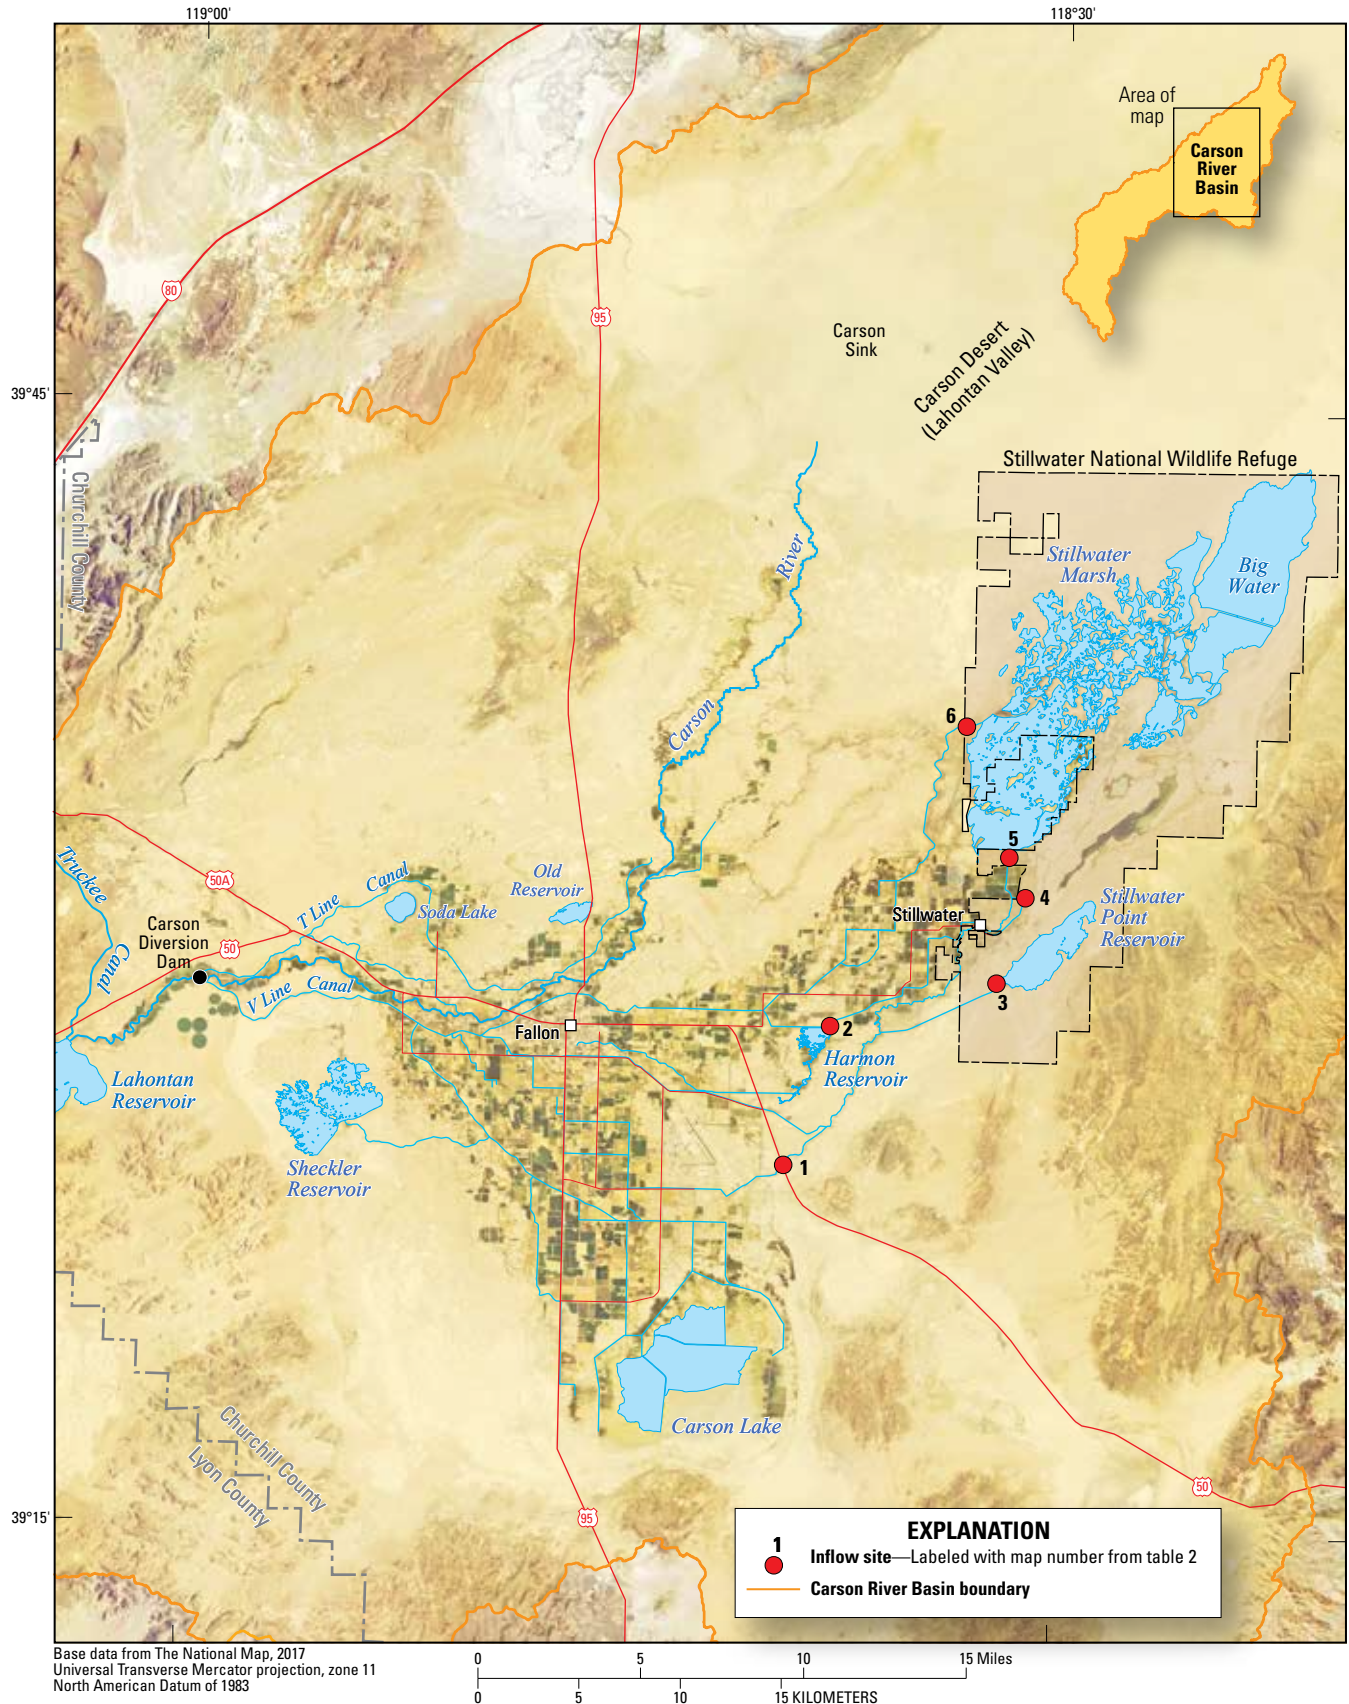 119°00'
118°30'
Area of
map
Carson
River
Basin
80
95
Carson
Sink
Carson Desert
(Lahontan Valley)
39°45'
Stillwater National Wildlife Refuge
Churchill County
Stillwater
Marsh
Big
Water
River
Carson
6
5
4
Truckee
Canal
50A
T Line Canal
Soda Lake
Old
Reservoir
Stillwater
Stillwater
Point
Reservoir
Carson
Diversion
Dam
50
V Line Canal
3
Fallon
2
Harmon
Reservoir
Lahontan
Reservoir
Sheckler
Reservoir
1
Carson Lake
Churchill County
Lyon County
50
95
39°15'
EXPLANATION
1
Inflow site—Labeled with map number from table 2
Carson River Basin boundary
Base data from The National Map, 2017
Universal Transverse Mercator projection, zone 11
North American Datum of 1983
0 5 10 15 Miles
0 5 10 15 KILOMETERS